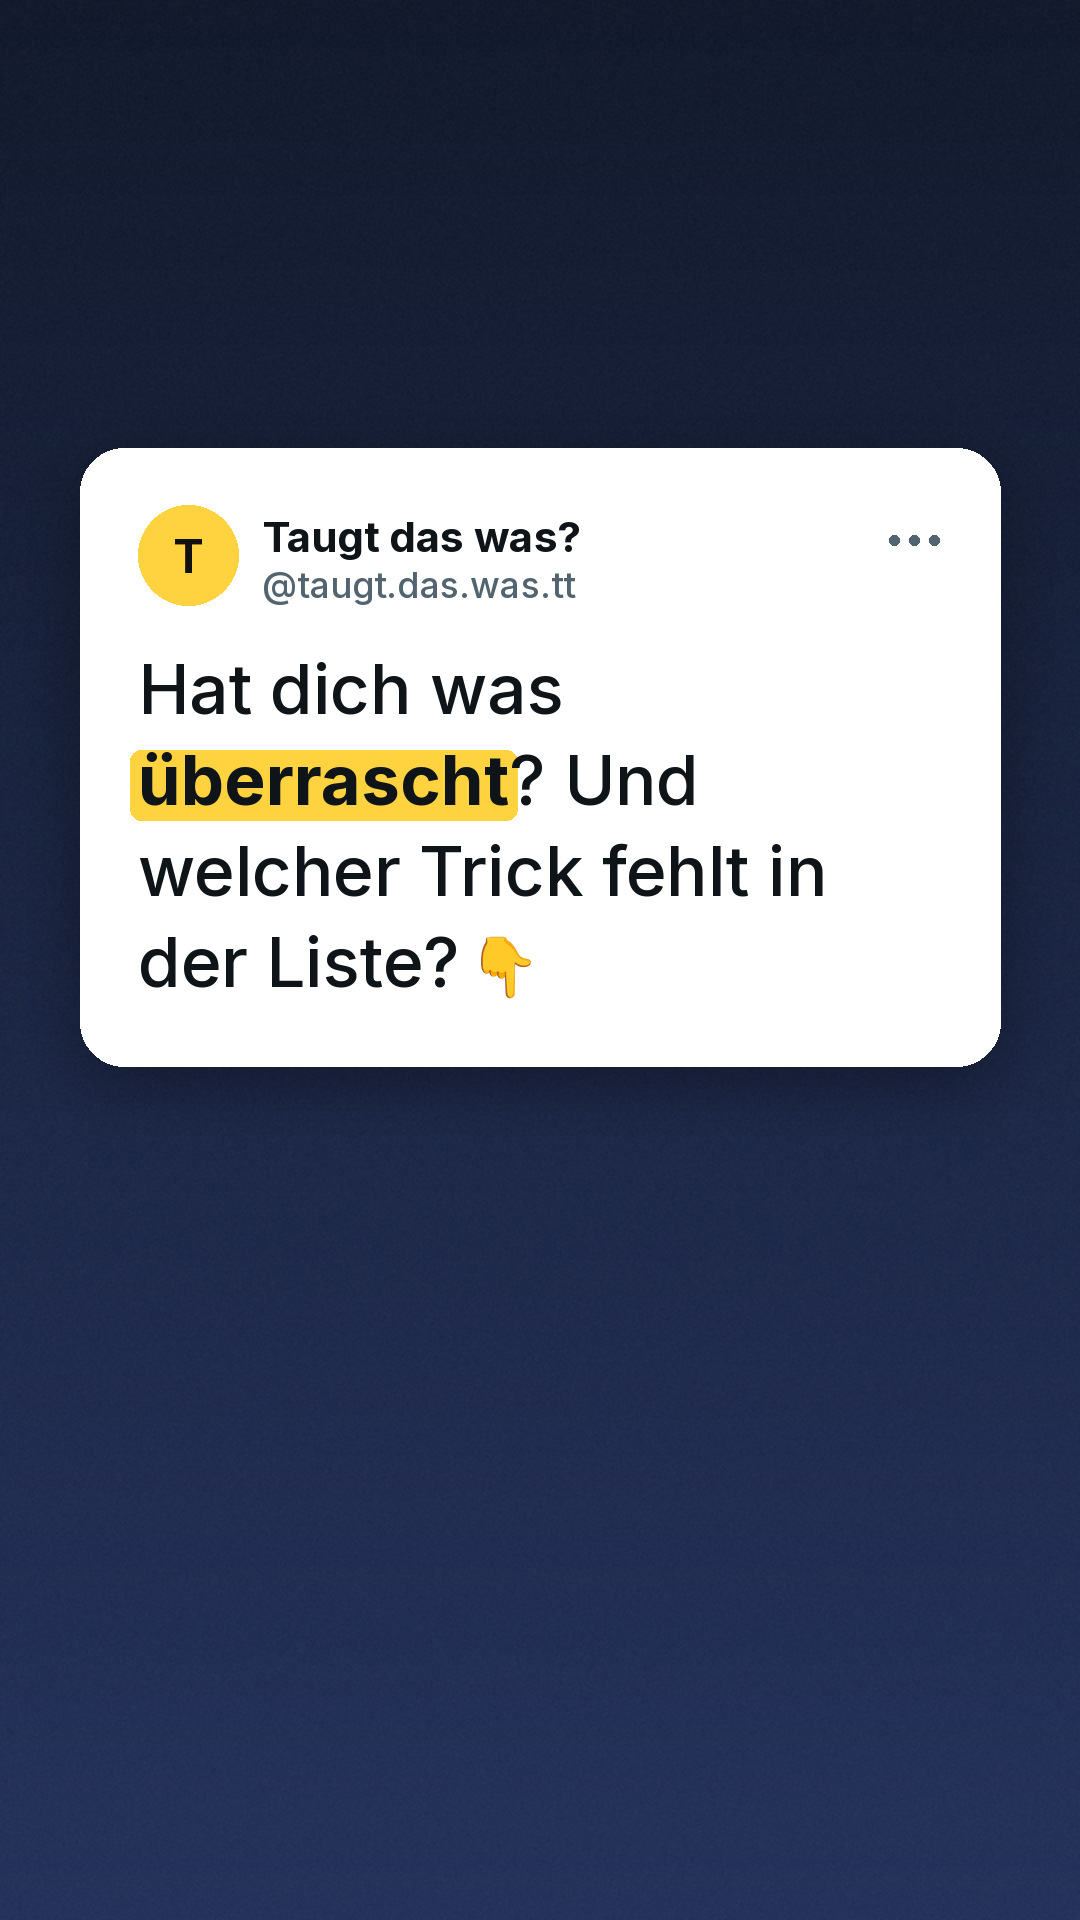 T
Taugt das was?
@taugt.das.was.tt
Hat dich was
überrascht? Und
welcher Trick fehlt in
der Liste? 👇